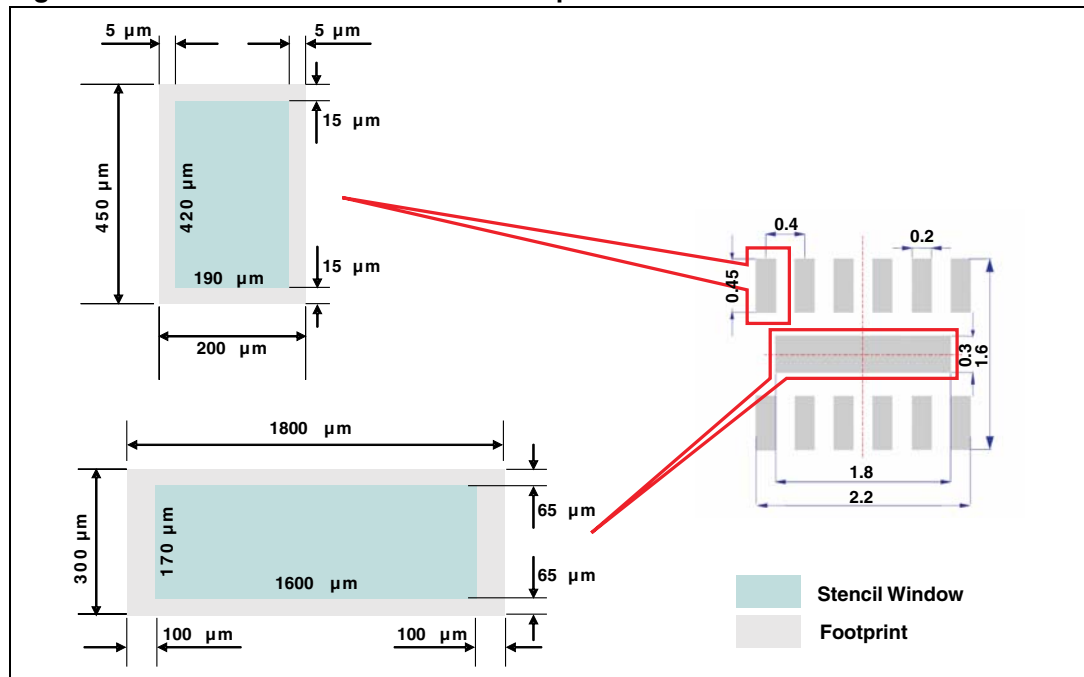 5 µm
5 µm
15 µm
450 µm
420 µm
15 µm
190 µm
200 µm
0.4
0.2
0.45
0.3
1.6
1.8
2.2
1800 µm
65 µm
300 µm
170 µm
1600 µm
65 µm
100 µm
100 µm
Stencil Window
Footprint